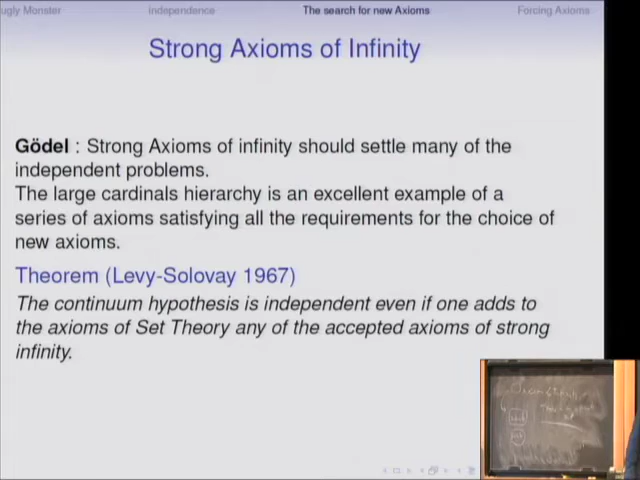 ugly Monster independence The search for new Axioms Forcing Axioms
Strong Axioms of Infinity
Gödel : Strong Axioms of infinity should settle many of the
independent problems.
The large cardinals hierarchy is an excellent example of a
series of axioms satisfying all the requirements for the choice of
new axioms.
Theorem (Levy-Solovay 1967)
The continuum hypothesis is independent even if one adds to
the axioms of Set Theory any of the accepted axioms of strong
infinity.